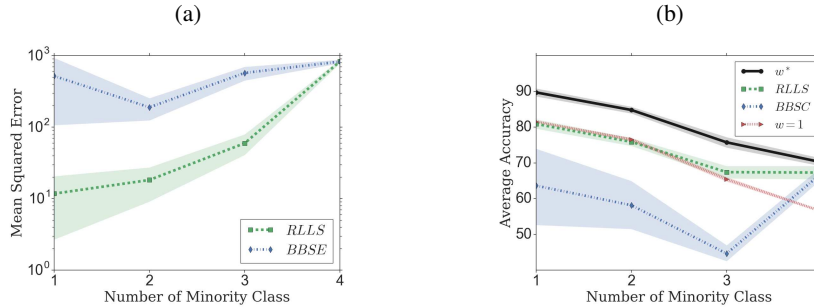 (a)
Mean Squared Error
10^3
10^2
10^1
10^0
RLLS
BBSE
1 2 3 4
Number of Minority Class
(b)
Average Accuracy
90
80
70
60
50
w*
RLLS
BBSC
w=1
1 2 3
Number of Minority Class